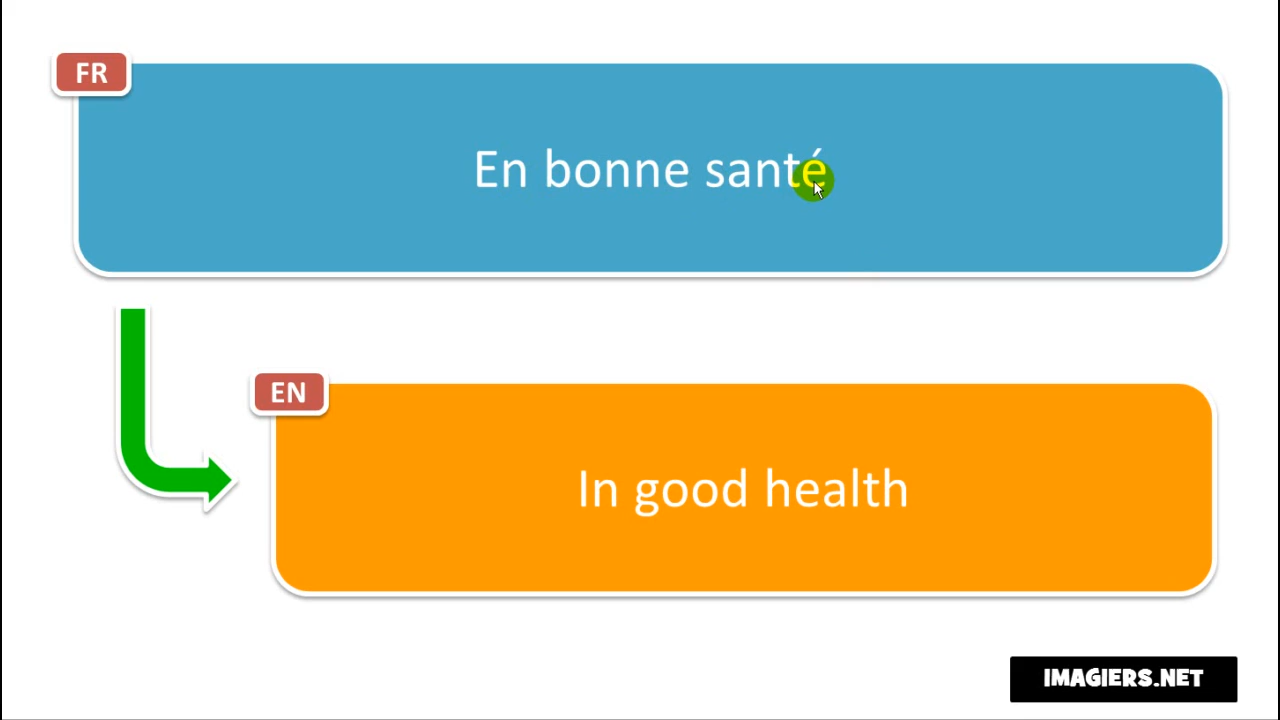 FR
En bonne santé
EN
In good health
IMAGIERS.NET